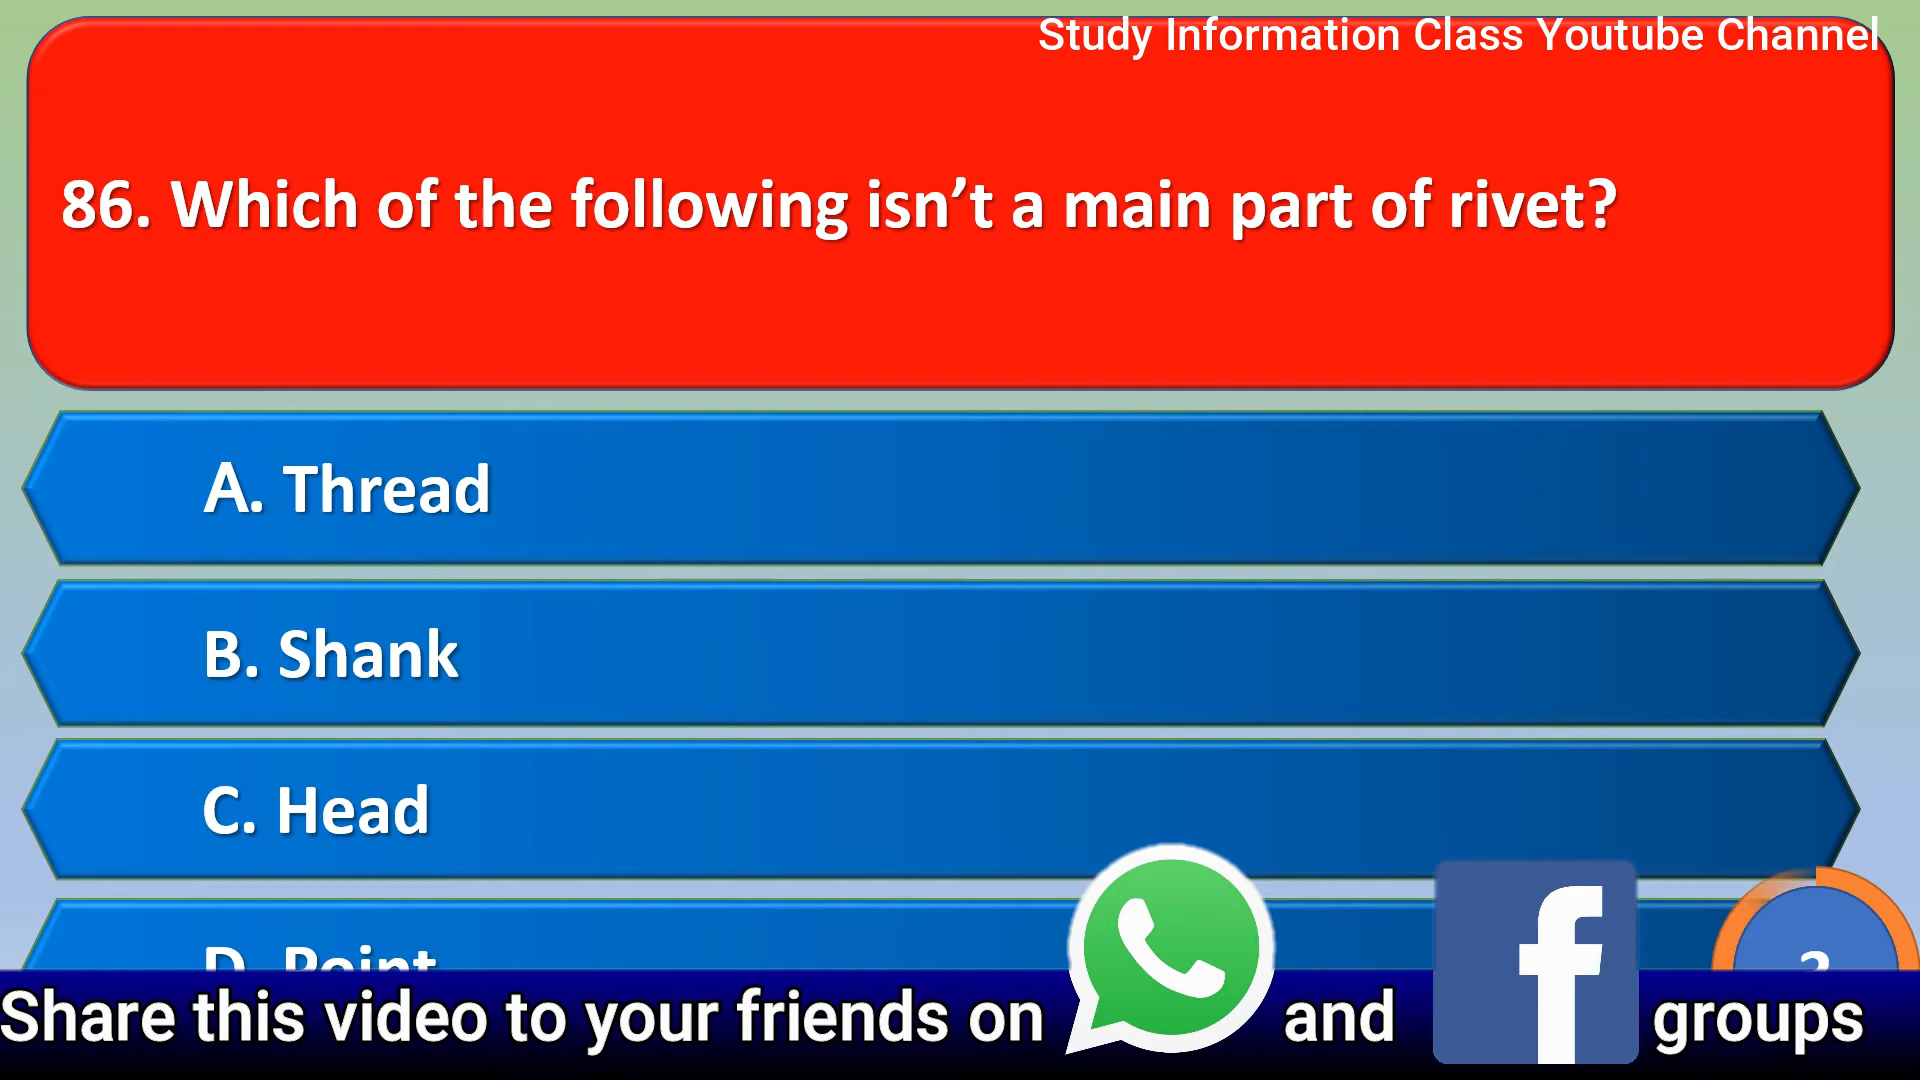 Study Information Class Youtube Channel
86. Which of the following isn’t a main part of rivet?
A. Thread
B. Shank
C. Head
D. Point
Share this video to your friends on and groups